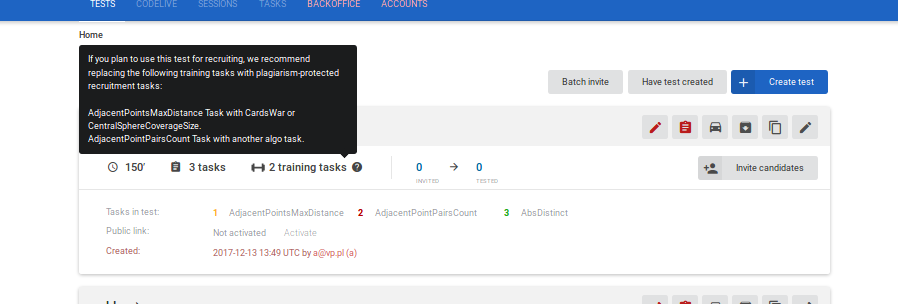 TESTS CODELIVE SESSIONS TASKS BACKOFFICE ACCOUNTS
Home
If you plan to use this test for recruiting, we recommend
replacing the following training tasks with plagiarism-protected
recruitment tasks:
AdjacentPointsMaxDistance Task with CardsWar or
CentralSphereCoverageSize.
AdjacentPointPairsCount Task with another algo task.
Batch invite Have test created + Create test
150' 3 tasks 2 training tasks ? 0 → 0
INVITED TESTED
Invite candidates
Tasks in test: 1 AdjacentPointsMaxDistance 2 AdjacentPointPairsCount 3 AbsDistinct
Public link: Not activated Activate
Created: 2017-12-13 13:49 UTC by a@vp.pl (a)